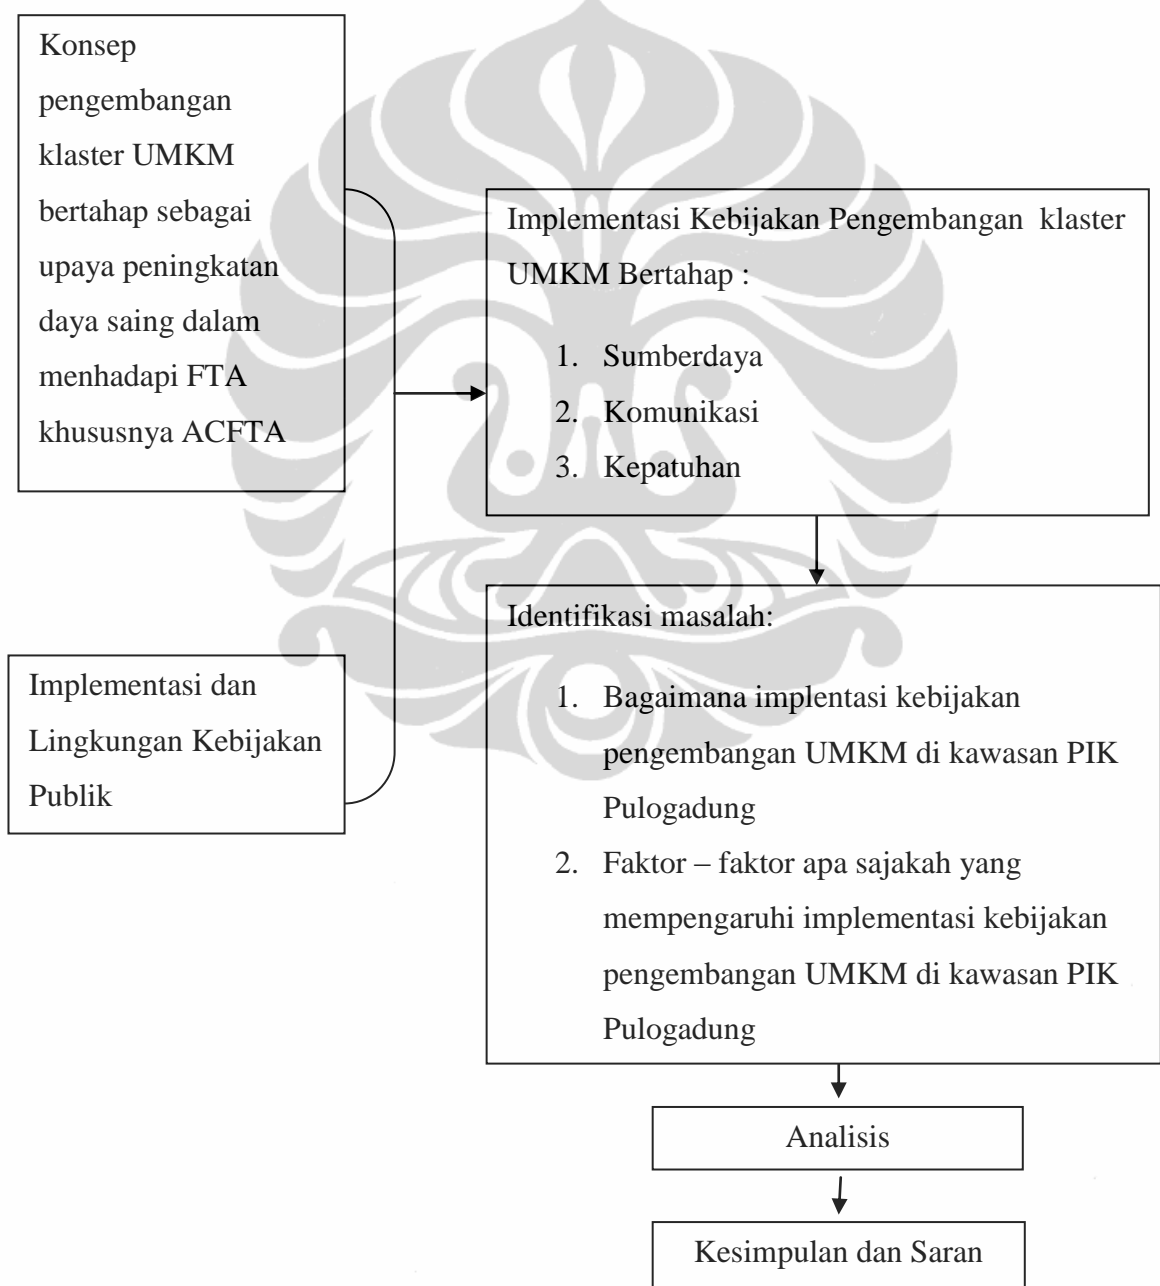 Konsep
pengembangan
klaster UMKM
bertahap sebagai
upaya peningkatan
daya saing dalam
menhadapi FTA
khususnya ACFTA
Implementasi dan
Lingkungan Kebijakan
Publik
Implementasi Kebijakan Pengembangan klaster
UMKM Bertahap :
1. Sumberdaya
2. Komunikasi
3. Kepatuhan
Identifikasi masalah:
1. Bagaimana implentasi kebijakan
pengembangan UMKM di kawasan PIK
Pulogadung
2. Faktor – faktor apa sajakah yang
mempengaruhi implementasi kebijakan
pengembangan UMKM di kawasan PIK
Pulogadung
Analisis
Kesimpulan dan Saran